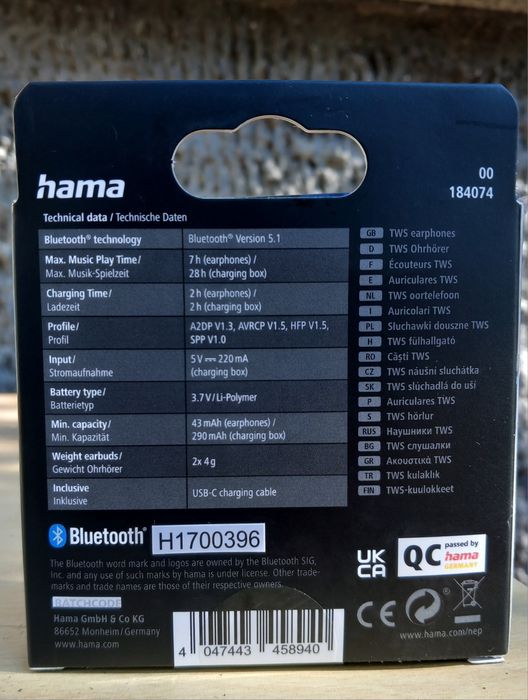 hama
00
184074
Technical data / Technische Daten
Bluetooth® technology
Bluetooth® Version 5.1
Max. Music Play Time/
Max. Musik-Spielzeit
7 h (earphones) /
28 h (charging box)
Charging Time/
Ladezeit
2 h (earphones) /
2 h (charging box)
Profile/
Profil
A2DP V1.3, AVRCP V1.5, HFP V1.5,
SPP V1.0
Input/
Stromaufnahme
5 V ⎓ 220 mA
(charging box)
Battery type/
Batterietyp
3.7 V / Li-Polymer
Min. capacity/
Min. Kapazität
43 mAh (earphones) /
290 mAh (charging box)
Weight earbuds/
Gewicht Ohrhörer
2x 4 g
Inclusive
Inklusive
USB-C charging cable
GB TWS earphones
D TWS Ohrhörer
F Écouteurs TWS
E Auriculares TWS
NL TWS oortelefoon
I Auricolari TWS
PL Słuchawki douszne TWS
H TWS fülhallgató
RO Căști TWS
CZ TWS náušní sluchátka
SK TWS slúchadlá do uší
P Auriculares TWS
S TWS hörlur
RUS Наушники TWS
BG TWS слушалки
GR Ακουστικά TWS
TR TWS kulaklık
FIN TWS-kuulokkeet
Bluetooth®
H1700396
The Bluetooth word mark and logos are owned by the Bluetooth SIG,
Inc. and any use of such marks by hama is under license. Other trade-
marks and trade names are those of their respective owners.
BATCHCODE
Hama GmbH & Co KG
86652 Monheim / Germany
www.hama.com
4 047443 458940
UK
CA
QC passed by
hama
GERMANY
CE
www.hama.com/nep